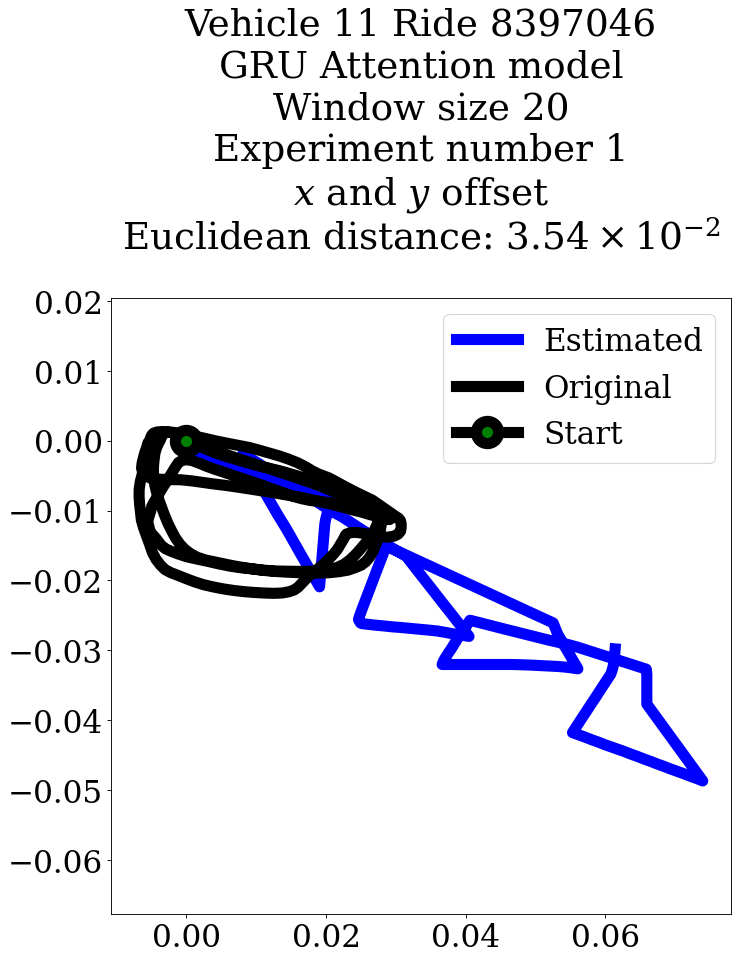 Vehicle 11 Ride 8397046
GRU Attention model
Window size 20
Experiment number 1
x and y offset
Euclidean distance: 3.54 × 10⁻²
0.02
Estimated
0.01
Original
0.00
Start
−0.01
−0.02
−0.03
−0.04
−0.05
−0.06
0.00 0.02 0.04 0.06